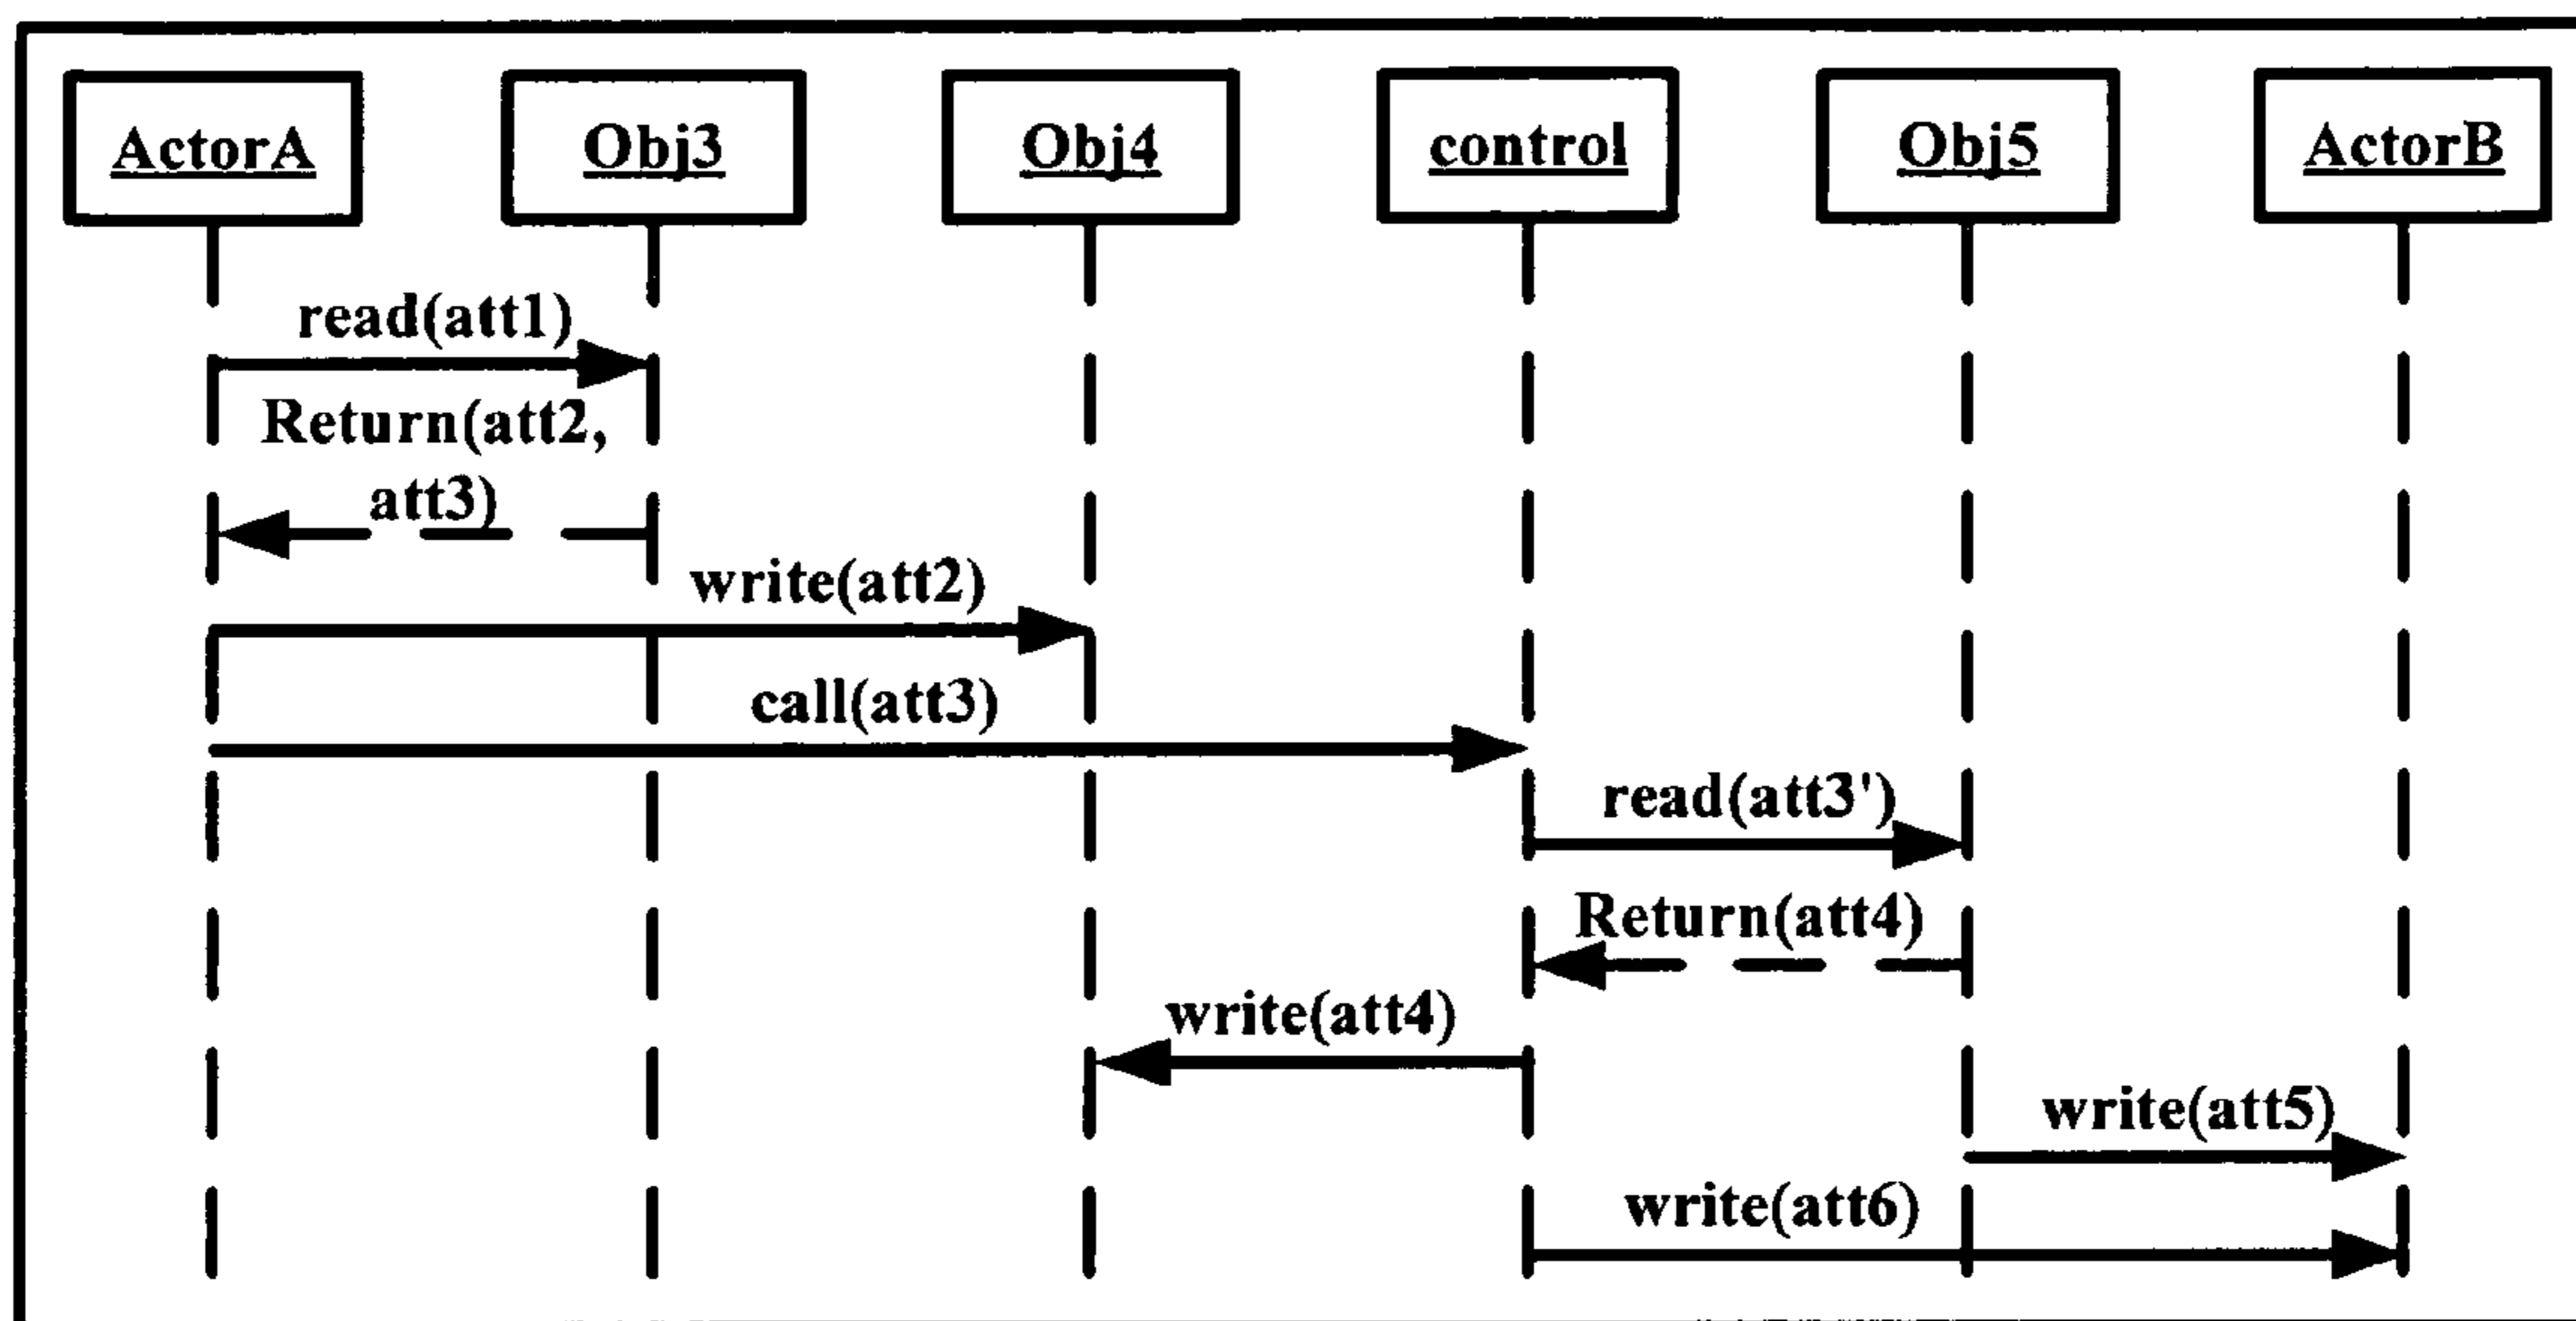 ActorA
Obj3
Obj4
control
Obj5
ActorB
read(att1)
Return(att2,
att3)
write(att2)
call(att3)
read(att3')
Return(att4)
write(att4)
write(att5)
write(att6)